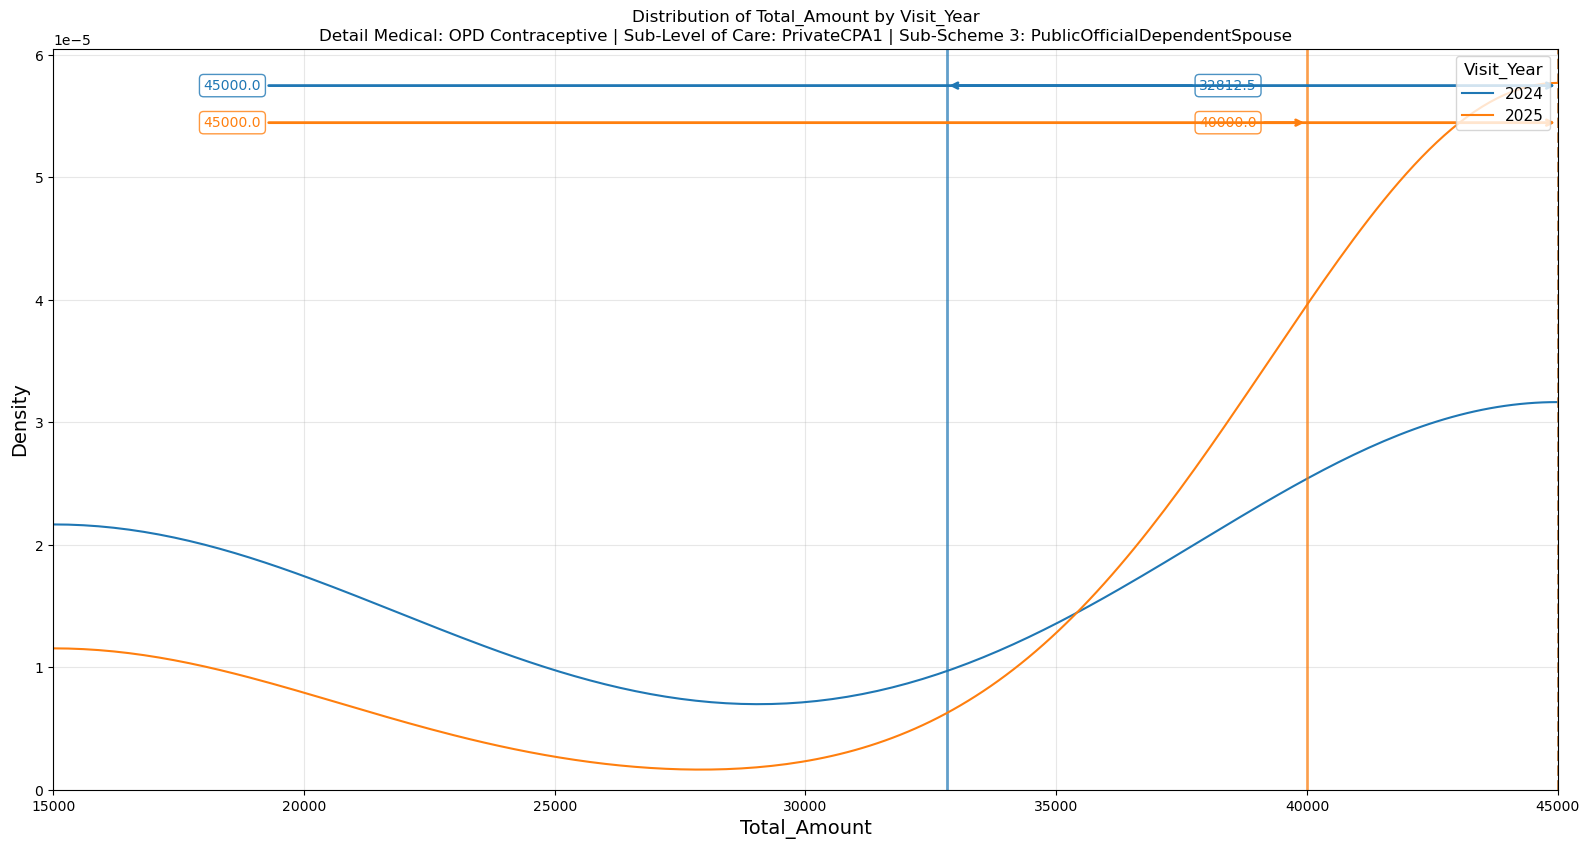 Distribution of Total_Amount by Visit_Year
Detail Medical: OPD Contraceptive | Sub-Level of Care: PrivateCPA1 | Sub-Scheme 3: PublicOfficialDependentSpouse
1e−5
6
5
4
3
2
1
0
Density
45000.0
32812.5
45000.0
40000.0
Visit_Year
2024
2025
15000 20000 25000 30000 35000 40000 45000
Total_Amount